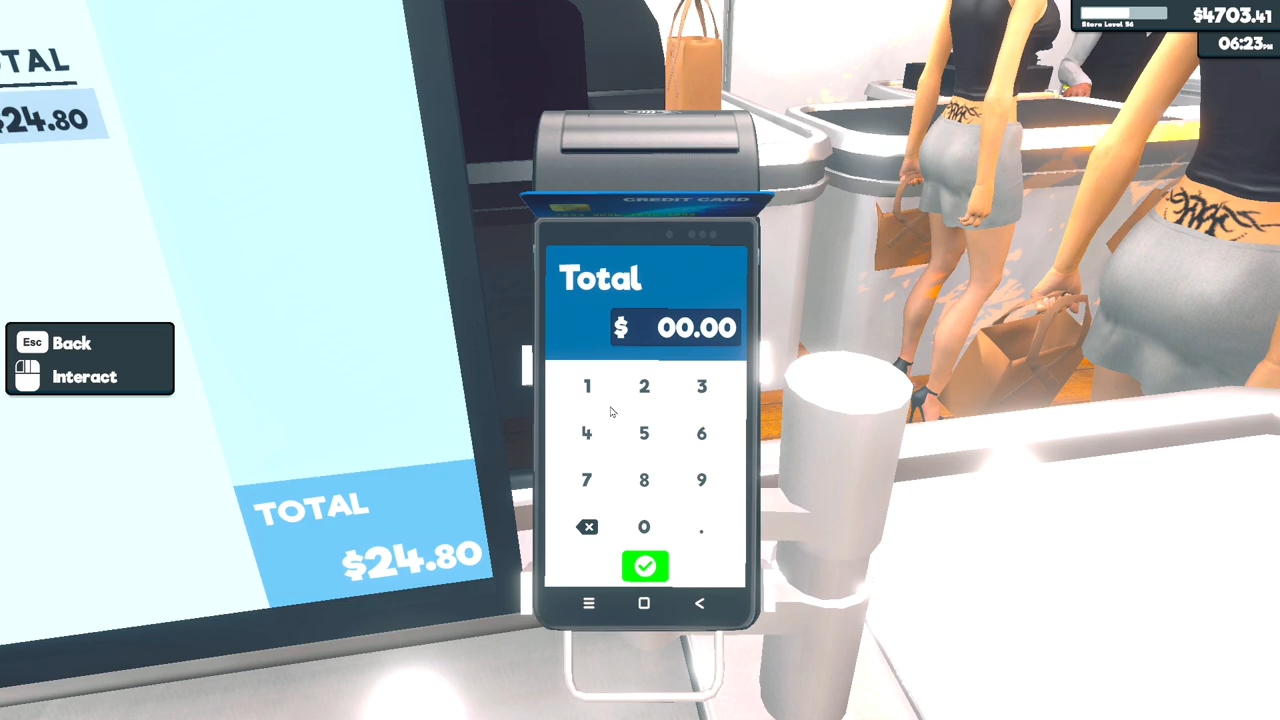 $4703.41
Store Level 56
06:23PM
TOTAL
$24.80
CREDIT CARD
Total
$ 00.00
1 2 3
4 5 6
7 8 9
0 .
Esc Back
Interact
TOTAL
$24.80